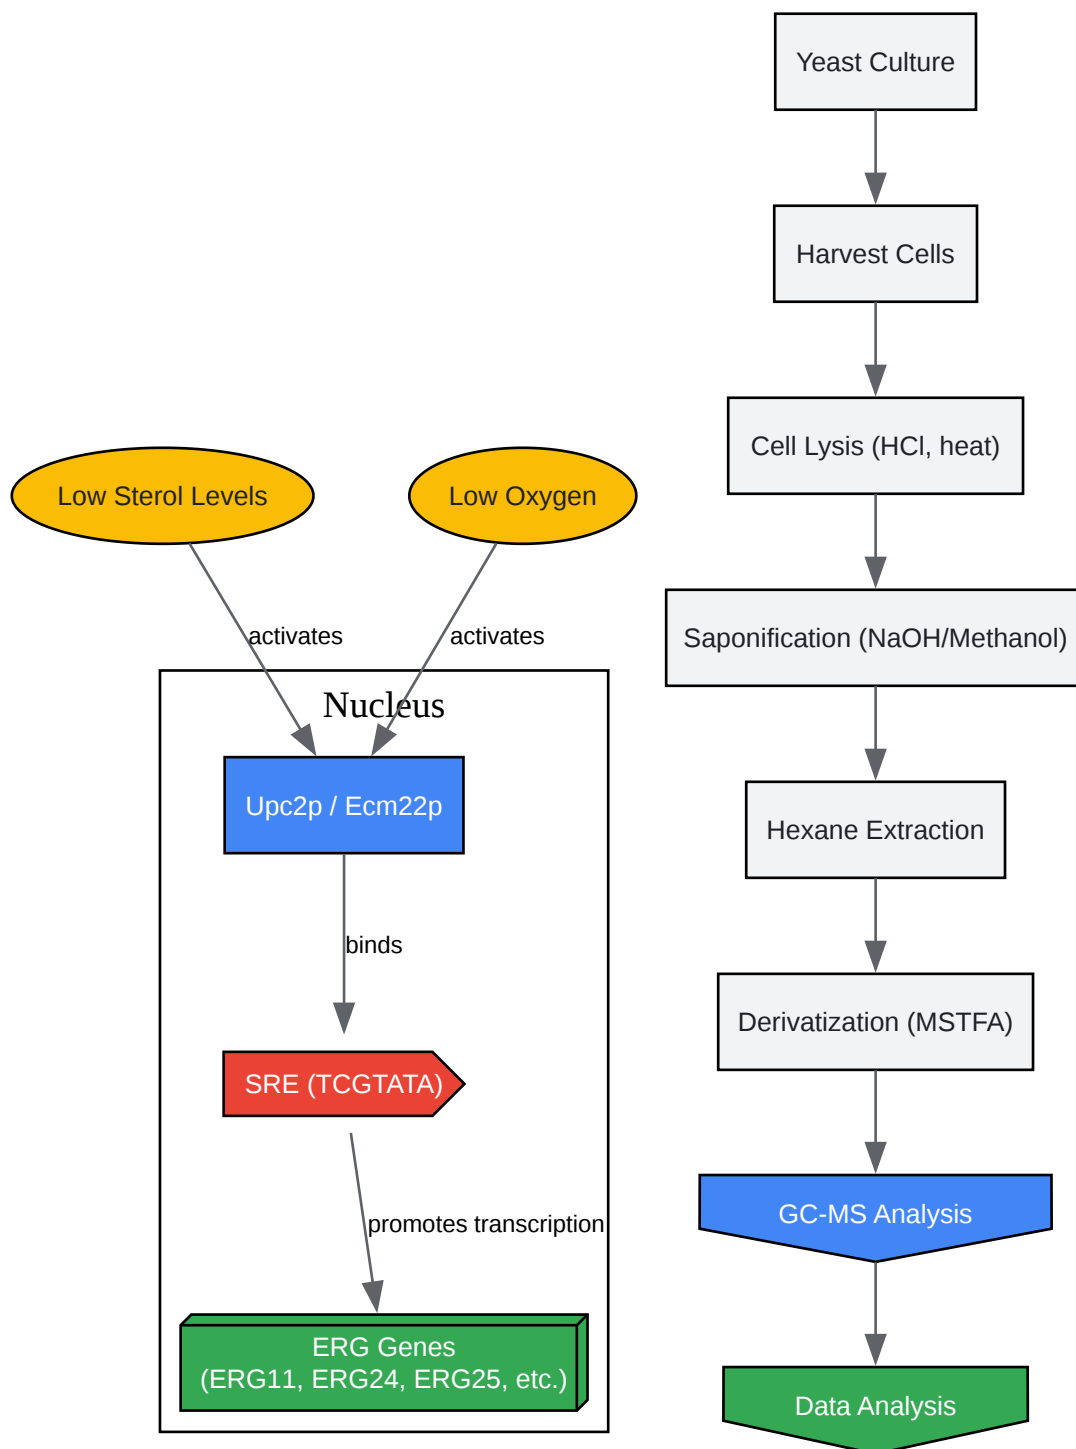 Yeast Culture
Harvest Cells
Cell Lysis (HCl, heat)
Low Sterol Levels
Low Oxygen
activates
activates
Saponification (NaOH/Methanol)
Nucleus
Upc2p / Ecm22p
Hexane Extraction
binds
Derivatization (MSTFA)
SRE (TCGTATA)
promotes transcription
GC-MS Analysis
ERG Genes
(ERG11, ERG24, ERG25, etc.)
Data Analysis